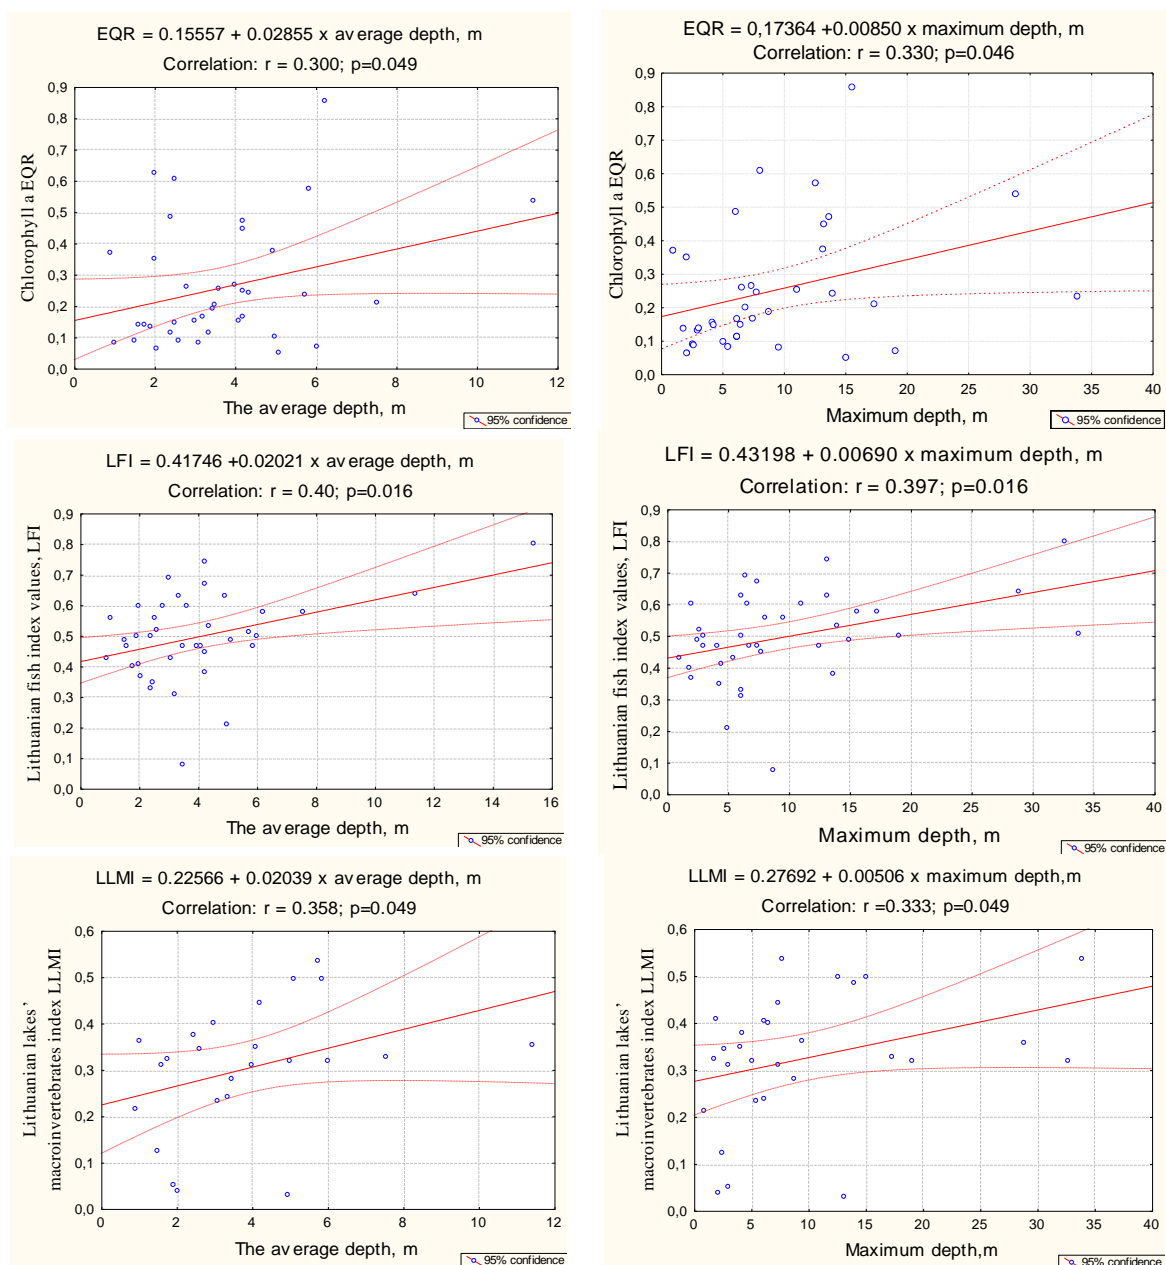 EQR = 0.15557 + 0.02855 x average depth, m
Correlation: r = 0.300; p=0.049
Chlorophyll a EQR
0,9
0,8
0,7
0,6
0,5
0,4
0,3
0,2
0,1
0,0
0 2 4 6 8 10 12
The average depth, m
95% confidence
EQR = 0,17364 +0.00850 x maximum depth, m
Correlation: r = 0.330; p=0.046
Chlorophyll a EQR
0,9
0,8
0,7
0,6
0,5
0,4
0,3
0,2
0,1
0,0
0 5 10 15 20 25 30 35 40
Maximum depth, m
95% confidence
LFI = 0.41746 +0.02021 x average depth, m
Correlation: r = 0.40; p=0.016
Lithuanian fish index values, LFI
0,9
0,8
0,7
0,6
0,5
0,4
0,3
0,2
0,1
0,0
0 2 4 6 8 10 12 14 16
The average depth, m
95% confidence
LFI = 0.43198 + 0.00690 x maximum depth, m
Correlation: r = 0.397; p=0.016
Lithuanian fish index values, LFI
0,9
0,8
0,7
0,6
0,5
0,4
0,3
0,2
0,1
0,0
0 5 10 15 20 25 30 35 40
Maximum depth, m
95% confidence
LLMI = 0.22566 + 0.02039 x average depth, m
Correlation: r = 0.358; p=0.049
Lithuanian lakes’
macroinvertebrates index LLMI
0,6
0,5
0,4
0,3
0,2
0,1
0,0
0 2 4 6 8 10 12
The average depth, m
95% confidence
LLMI = 0.27692 + 0.00506 x maximum depth,m
Correlation: r =0.333; p=0.049
Lithuanian lakes’
macroinvertebrates index LLMI
0,6
0,5
0,4
0,3
0,2
0,1
0,0
0 5 10 15 20 25 30 35 40
Maximum depth,m
95% confidence